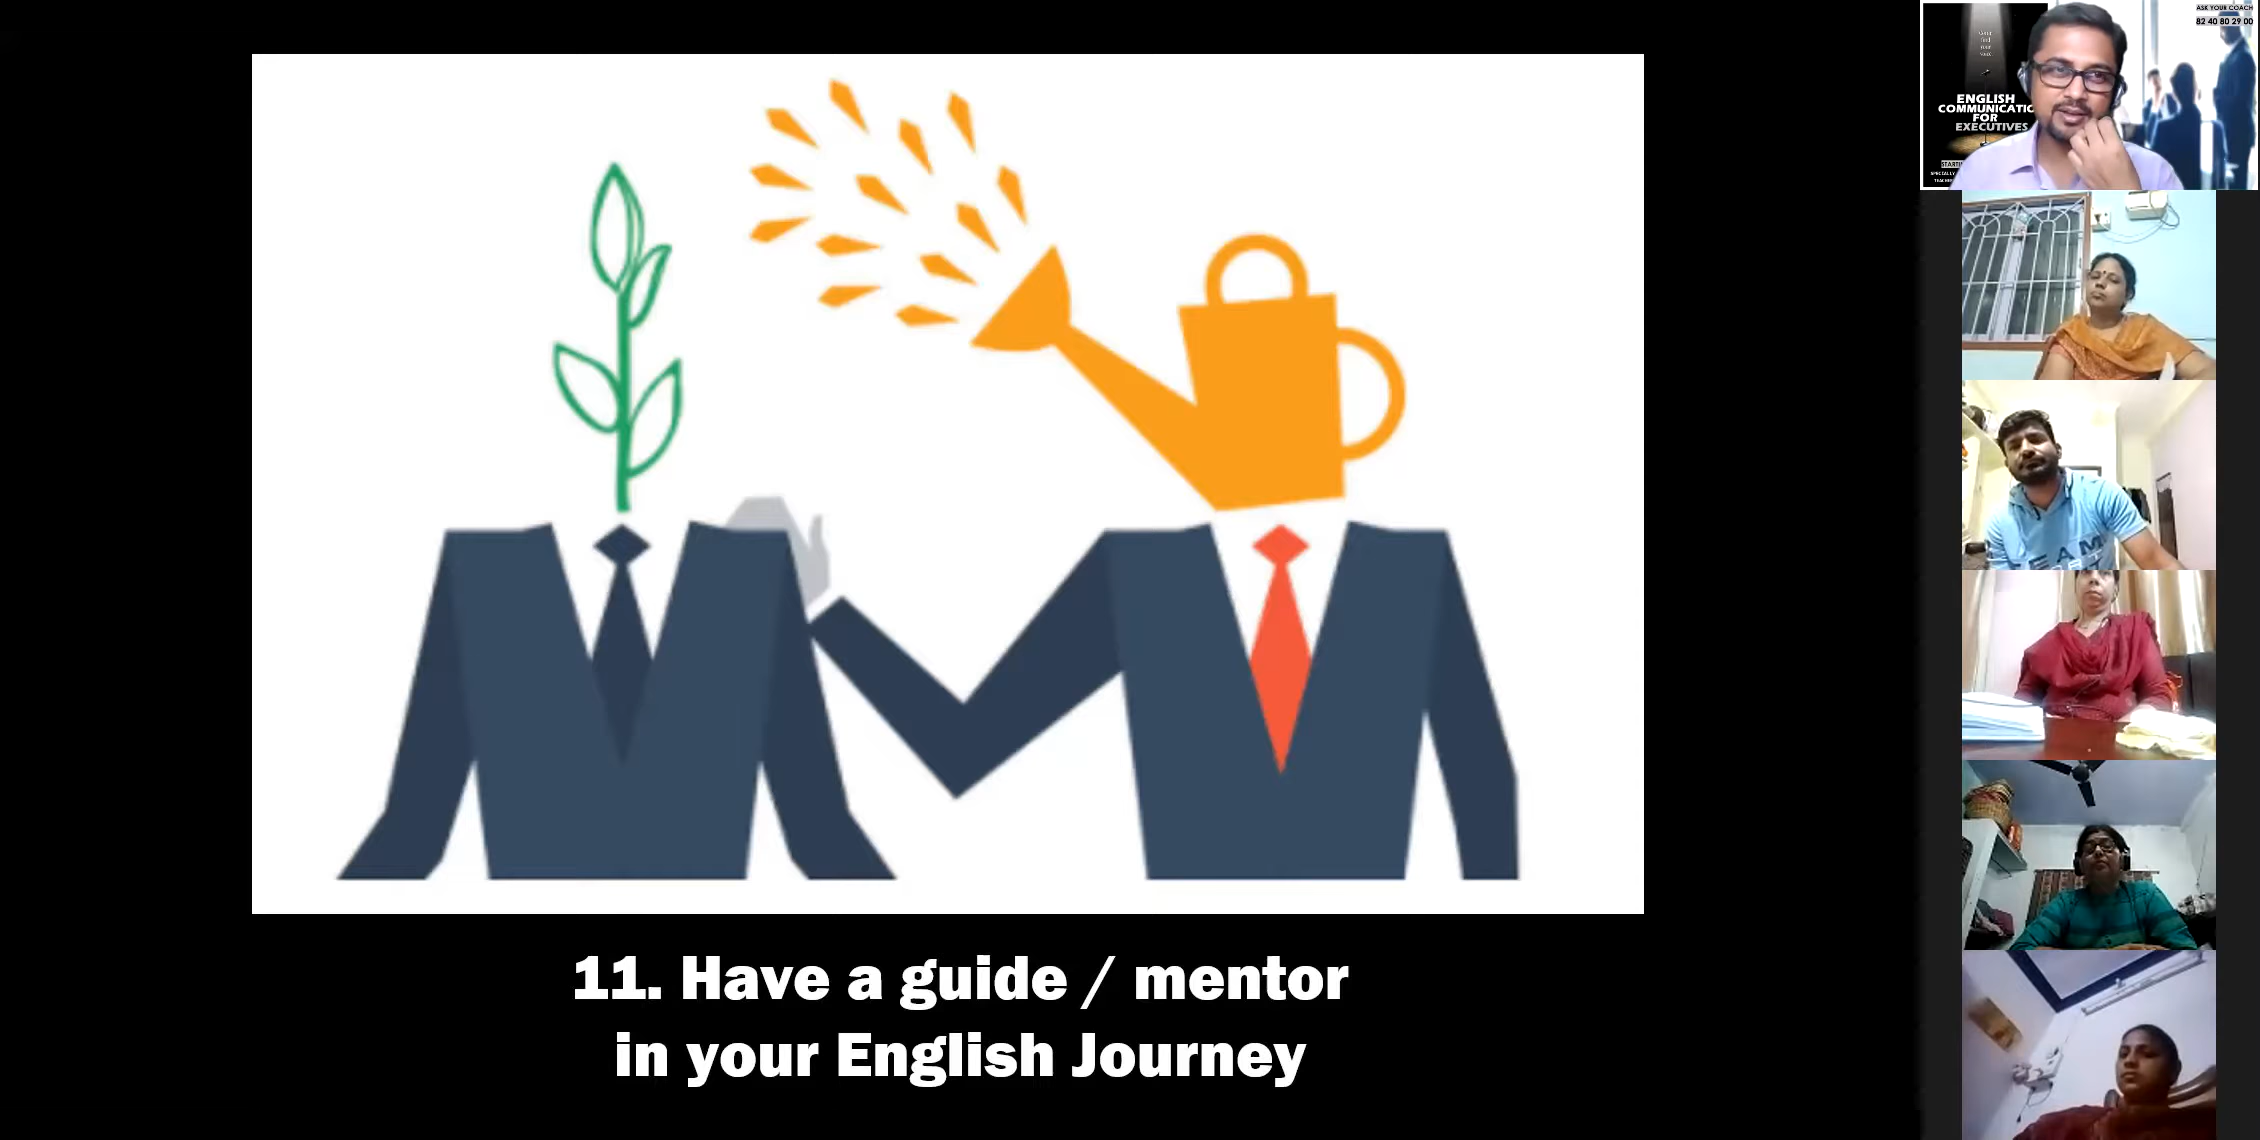 11. Have a guide / mentor
in your English Journey
ASK YOUR COACH
82 40 80 29 00
ENGLISH
COMMUNICATIO
FOR
EXECUTIVES